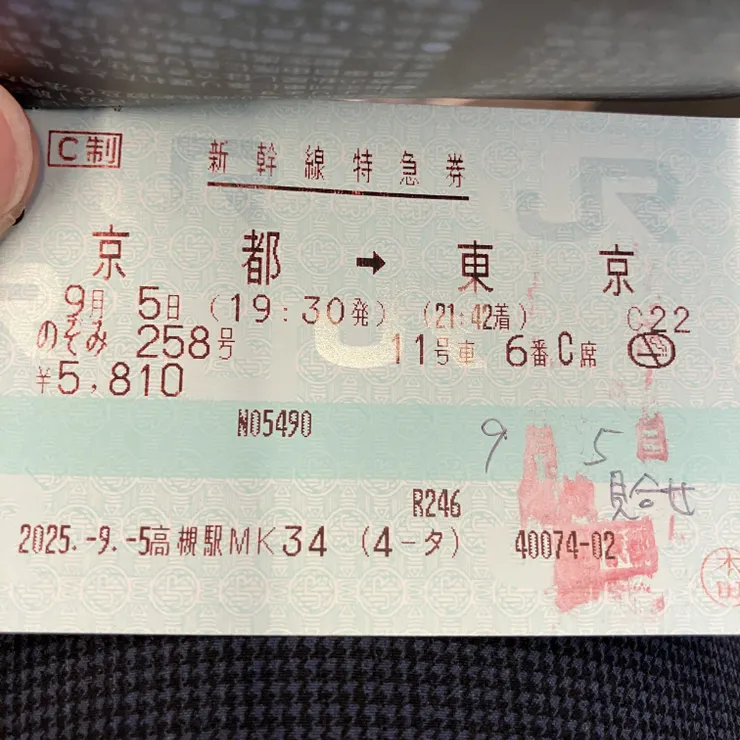 C制
新幹線特急券
京都 → 東京
9月 5日 (19:30発) (21:42着) C22
のぞみ 258号 11号車 6番C席
¥5,810
N05490
9 5
見合せ
R246
2025.-9.-5高槻駅MK34 (4-タ) 40074-02
JR